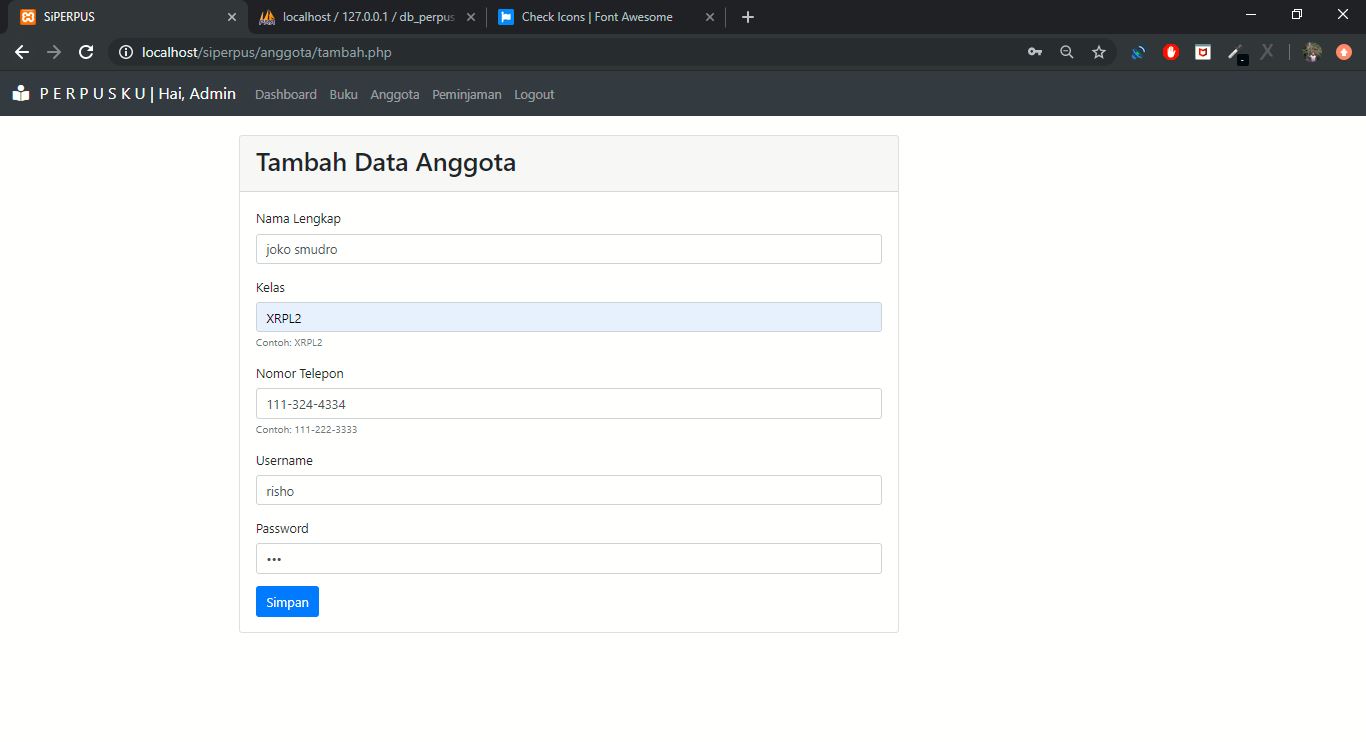 SiPERPUS
localhost / 127.0.0.1 / db_perpus
Check Icons | Font Awesome
localhost/siperpus/anggota/tambah.php
P E R P U S K U | Hai, Admin Dashboard Buku Anggota Peminjaman Logout
Tambah Data Anggota
Nama Lengkap
joko smudro
Kelas
XRPL2
Contoh: XRPL2
Nomor Telepon
111-324-4334
Contoh: 111-222-3333
Username
risho
Password
•••
Simpan